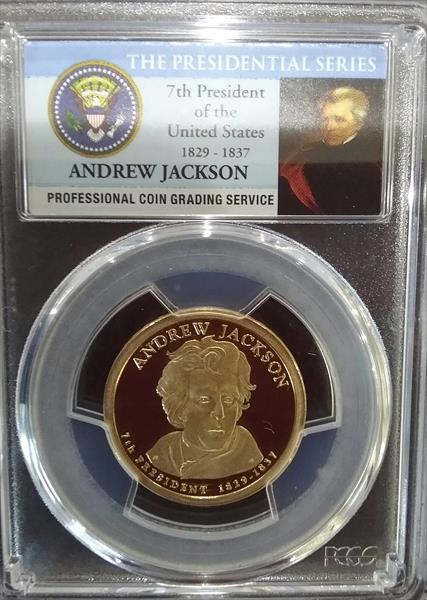 THE PRESIDENTIAL SERIES
7th President
of the
United States
1829 - 1837
ANDREW JACKSON
PROFESSIONAL COIN GRADING SERVICE
ANDREW JACKSON
7th PRESIDENT 1829-1837
PCGS